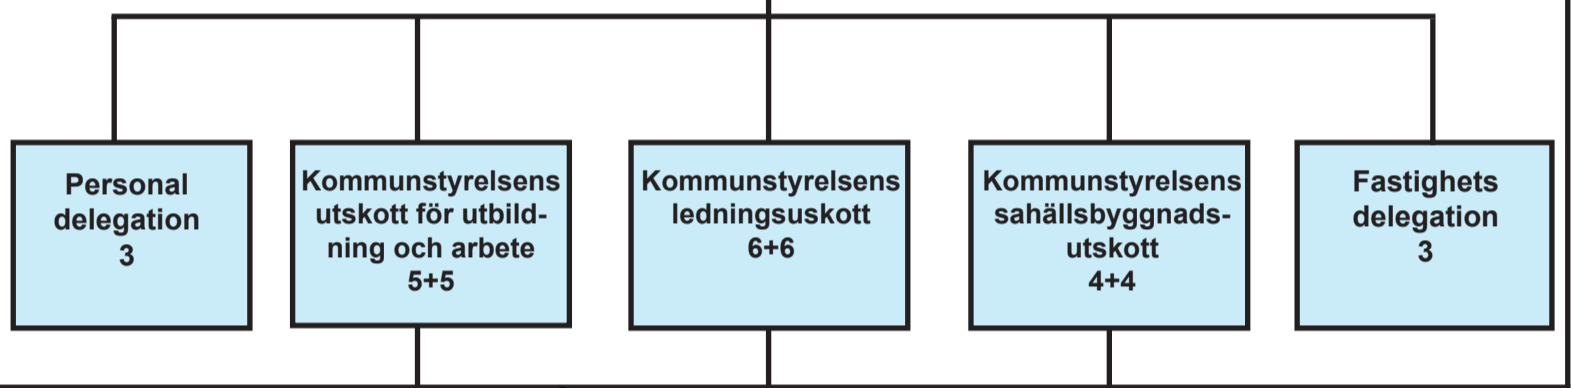 Personal
delegation
3
Kommunstyrelsens
utskott för utbild-
ning och arbete
5+5
Kommunstyrelsens
ledningsuskott
6+6
Kommunstyrelsens
sahällsbyggnads-
utskott
4+4
Fastighets
delegation
3